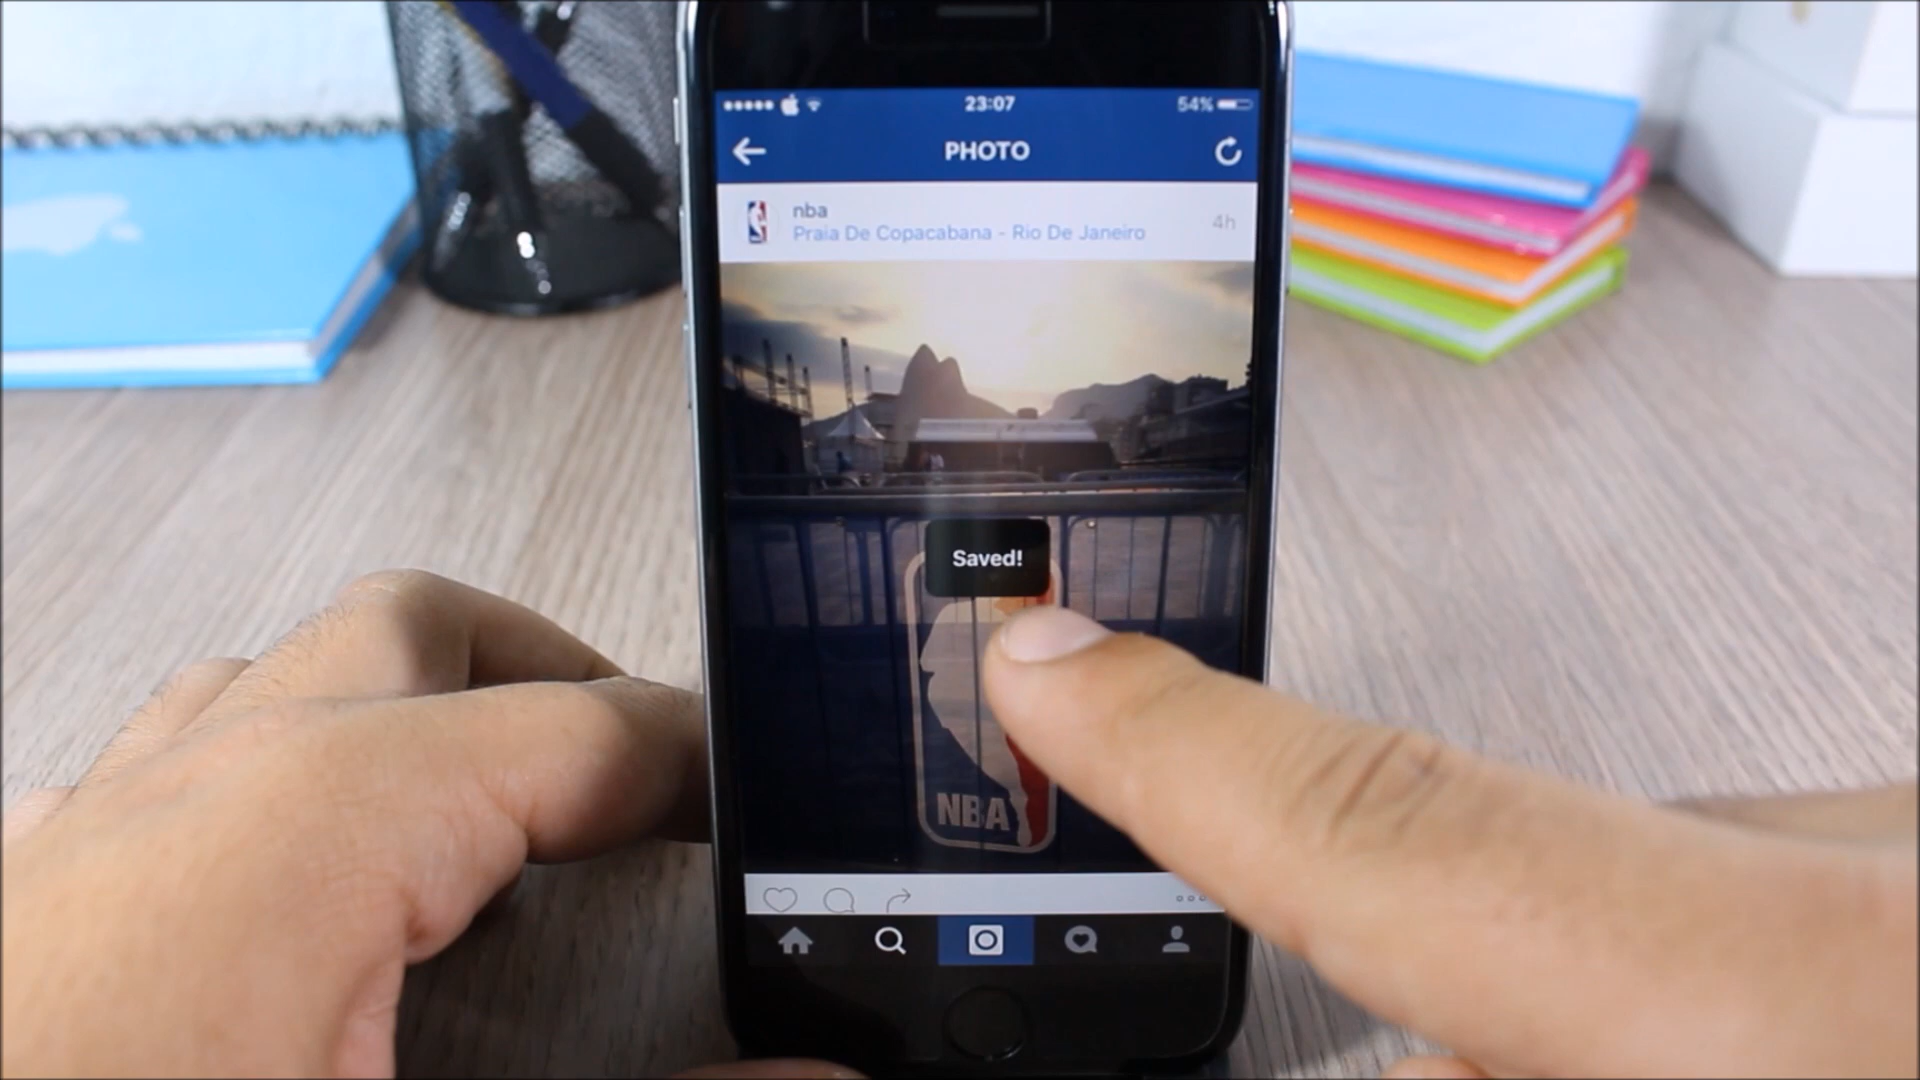 23:07
54%
PHOTO
nba
4h
Praia De Copacabana - Rio De Janeiro
Saved!
NBA